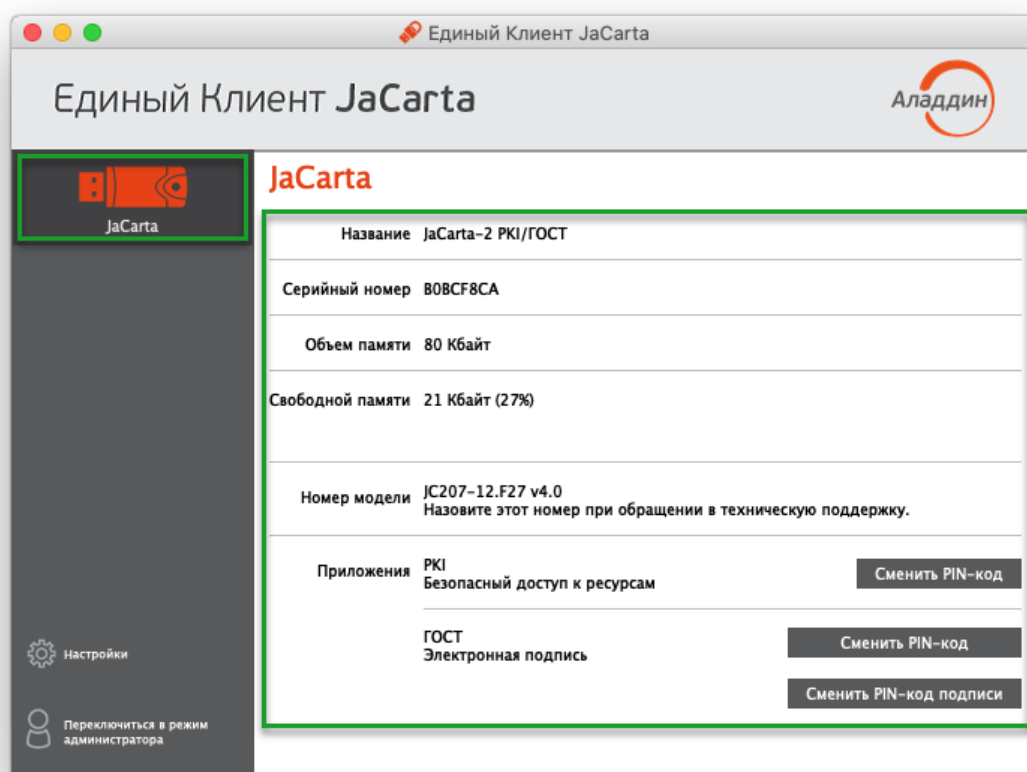 Единый Клиент JaCarta
Единый Клиент JaCarta
Аладдин
JaCarta
JaCarta
Название JaCarta-2 PKI/ГОСТ
Серийный номер B0BCF8CA
Объем памяти 80 Кбайт
Свободной памяти 21 Кбайт (27%)
Номер модели JC207-12.F27 v4.0
Назовите этот номер при обращении в техническую поддержку.
Приложения PKI
Безопасный доступ к ресурсам
Сменить PIN-код
ГОСТ
Электронная подпись
Сменить PIN-код
Сменить PIN-код подписи
Настройки
Переключиться в режим
администратора